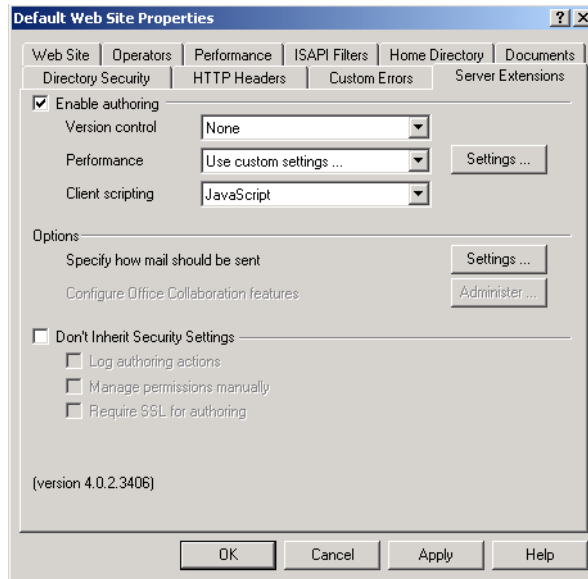 Default Web Site Properties
Web Site Operators Performance ISAPI Filters Home Directory Documents
Directory Security HTTP Headers Custom Errors Server Extensions
Enable authoring
Version control None
Performance Use custom settings ... Settings ...
Client scripting JavaScript
Options
Specify how mail should be sent Settings ...
Configure Office Collaboration features Administer ...
Don't Inherit Security Settings
Log authoring actions
Manage permissions manually
Require SSL for authoring
(version 4.0.2.3406)
OK Cancel Apply Help